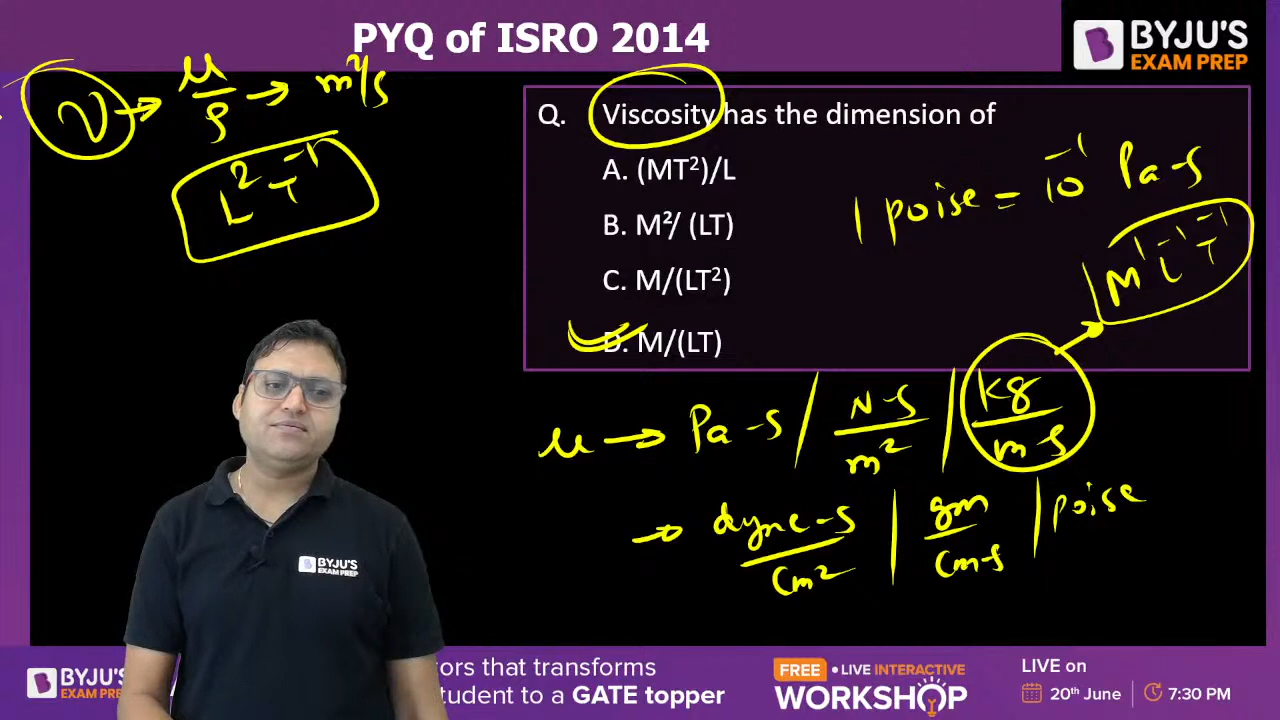 PYQ of ISRO 2014
BYJU'S
EXAM PREP
ν → μ/ρ → m²/s
L² T⁻¹
Q. Viscosity has the dimension of
A. (MT²)/L
B. M²/ (LT)
C. M/(LT²)
D. M/(LT)
1 poise = 10⁻¹ Pa-s
M¹ L⁻¹ T⁻¹
μ → Pa-s / N-s/m² | kg/m-s
→ dyne-s/cm² | gm/cm-s | poise
BYJU'S
EXAM PREP
BYJU'S
EXAM PREP
tors that transforms
tudent to a GATE topper
FREE • LIVE INTERACTIVE
WORKSHOP
LIVE on
20th June | 7:30 PM